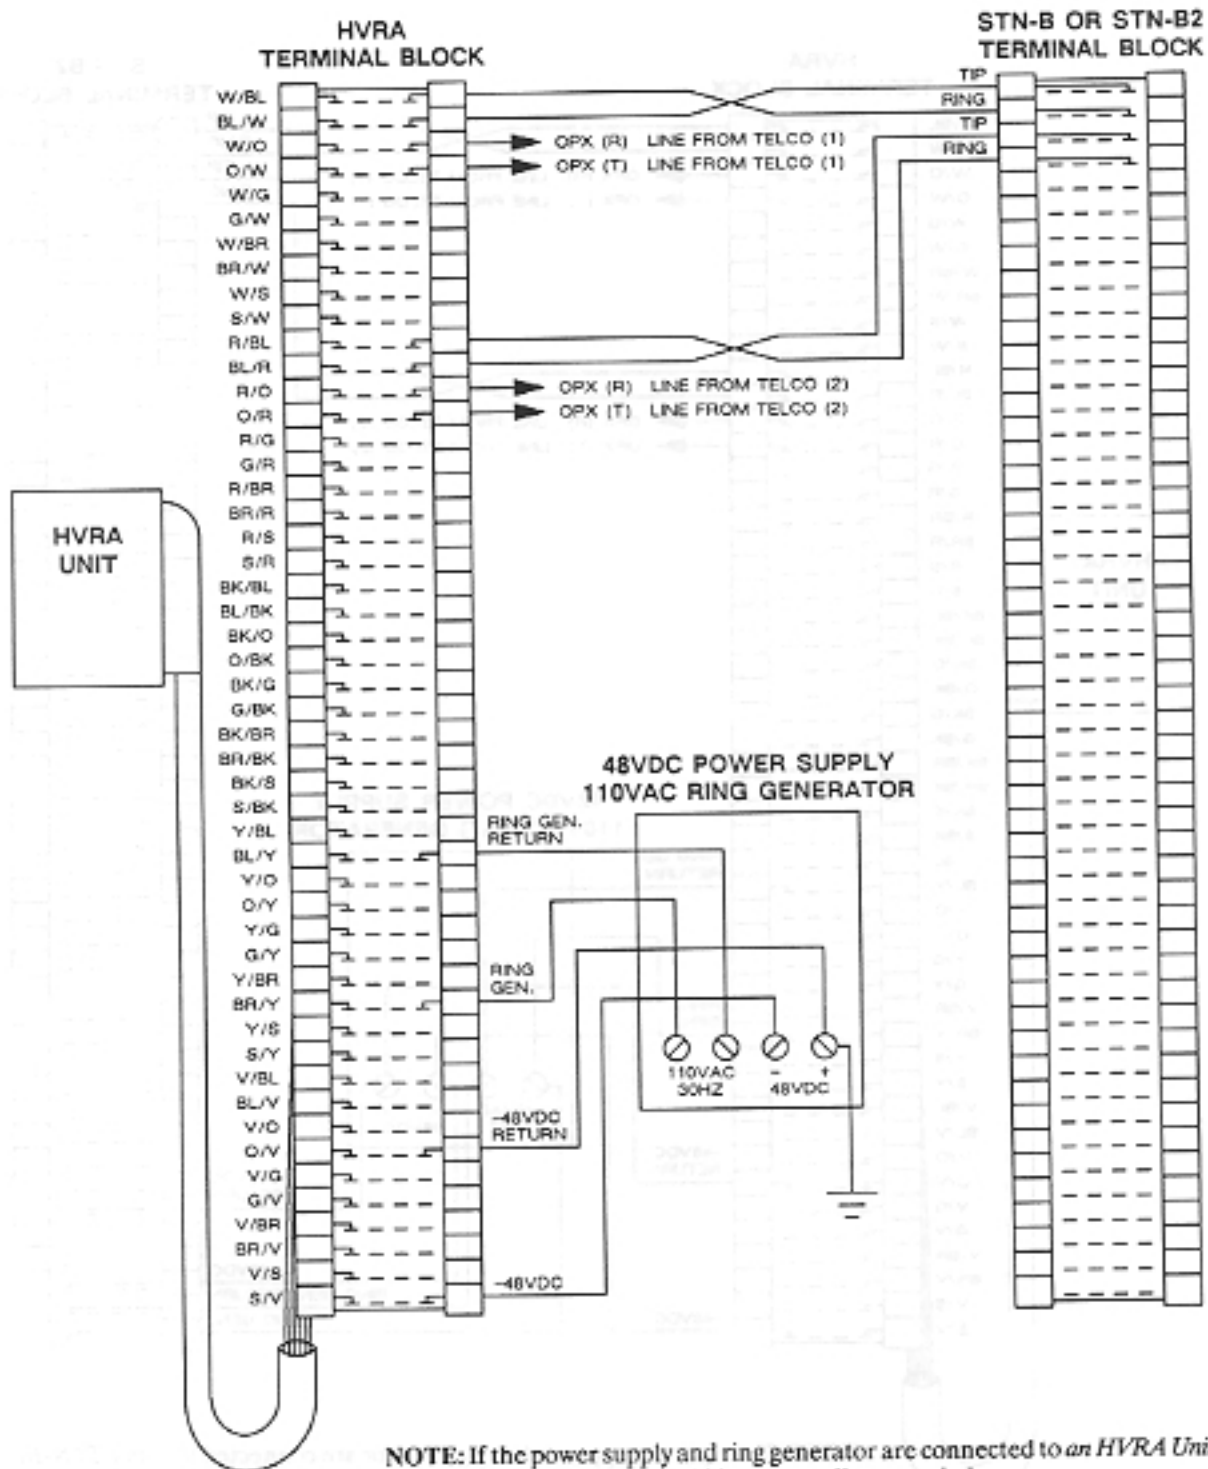 HVRA
TERMINAL BLOCK
STN-B OR STN-B2
TERMINAL BLOCK
TIP
RING
TIP
RING
W/BL
BL/W
W/O
O/W
W/G
G/W
W/BR
BR/W
W/S
S/W
R/BL
BL/R
R/O
O/R
R/G
G/R
R/BR
BR/R
R/S
S/R
BK/BL
BL/BK
BK/O
O/BK
BK/G
G/BK
BK/BR
BR/BK
BK/S
S/BK
Y/BL
BL/Y
Y/O
O/Y
Y/G
G/Y
Y/BR
BR/Y
Y/S
S/Y
V/BL
BL/V
V/O
O/V
V/G
G/V
V/BR
BR/V
V/S
S/V
OPX (R) LINE FROM TELCO (1)
OPX (T) LINE FROM TELCO (1)
OPX (R) LINE FROM TELCO (2)
OPX (T) LINE FROM TELCO (2)
HVRA
UNIT
48VDC POWER SUPPLY
110VAC RING GENERATOR
RING GEN.
RETURN
RING
GEN.
110VAC
30HZ
- +
48VDC
-48VDC
RETURN
-48VDC
NOTE: If the power supply and ring generator are connected to an HVRA Uni